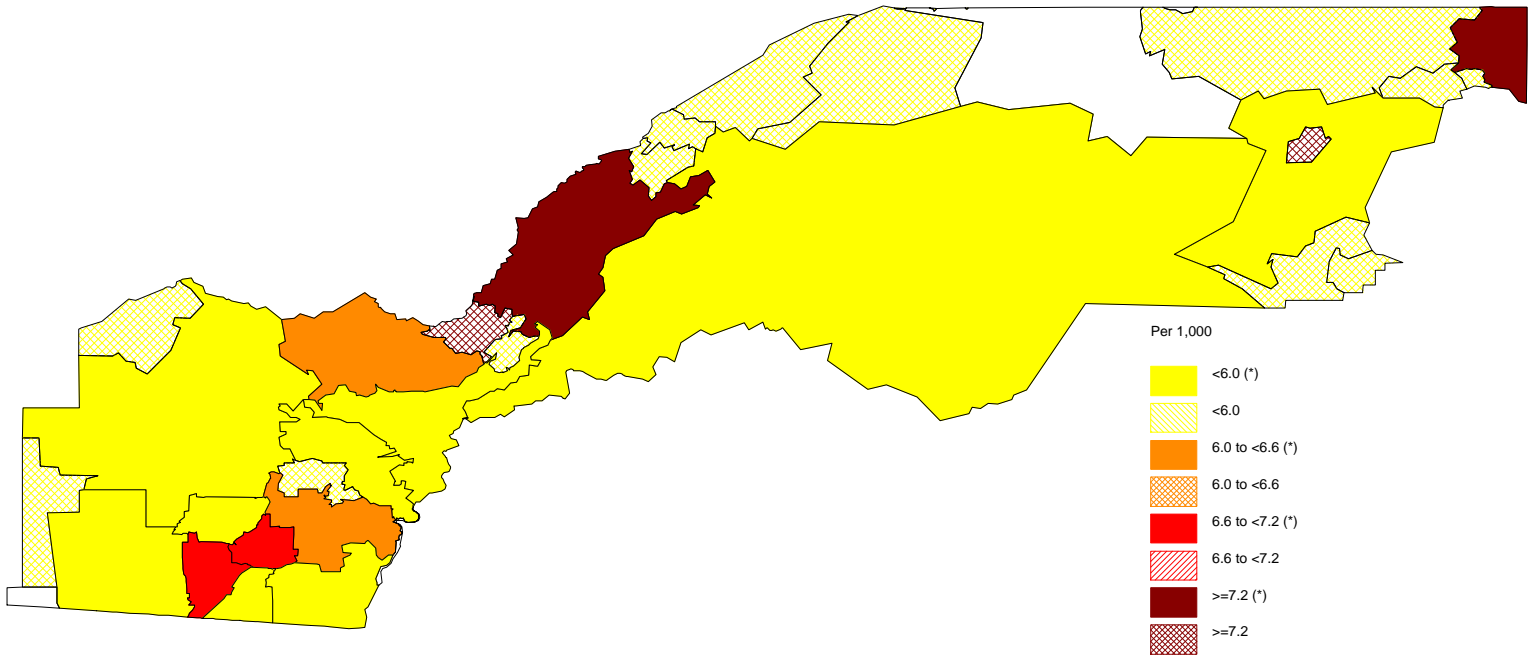 Per 1,000
<6.0 (*)
<6.0
6.0 to <6.6 (*)
6.0 to <6.6
6.6 to <7.2 (*)
6.6 to <7.2
>=7.2 (*)
>=7.2